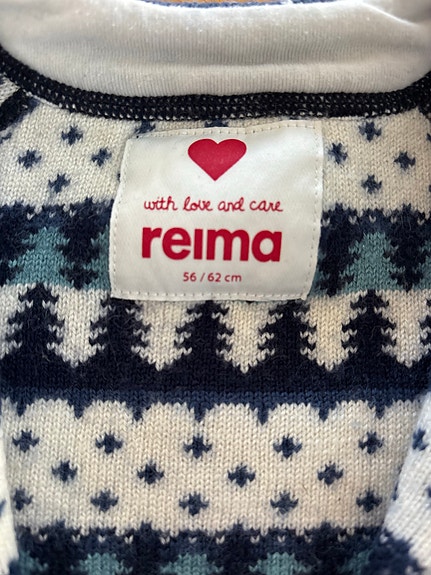 with love and care
reima
56 / 62 cm